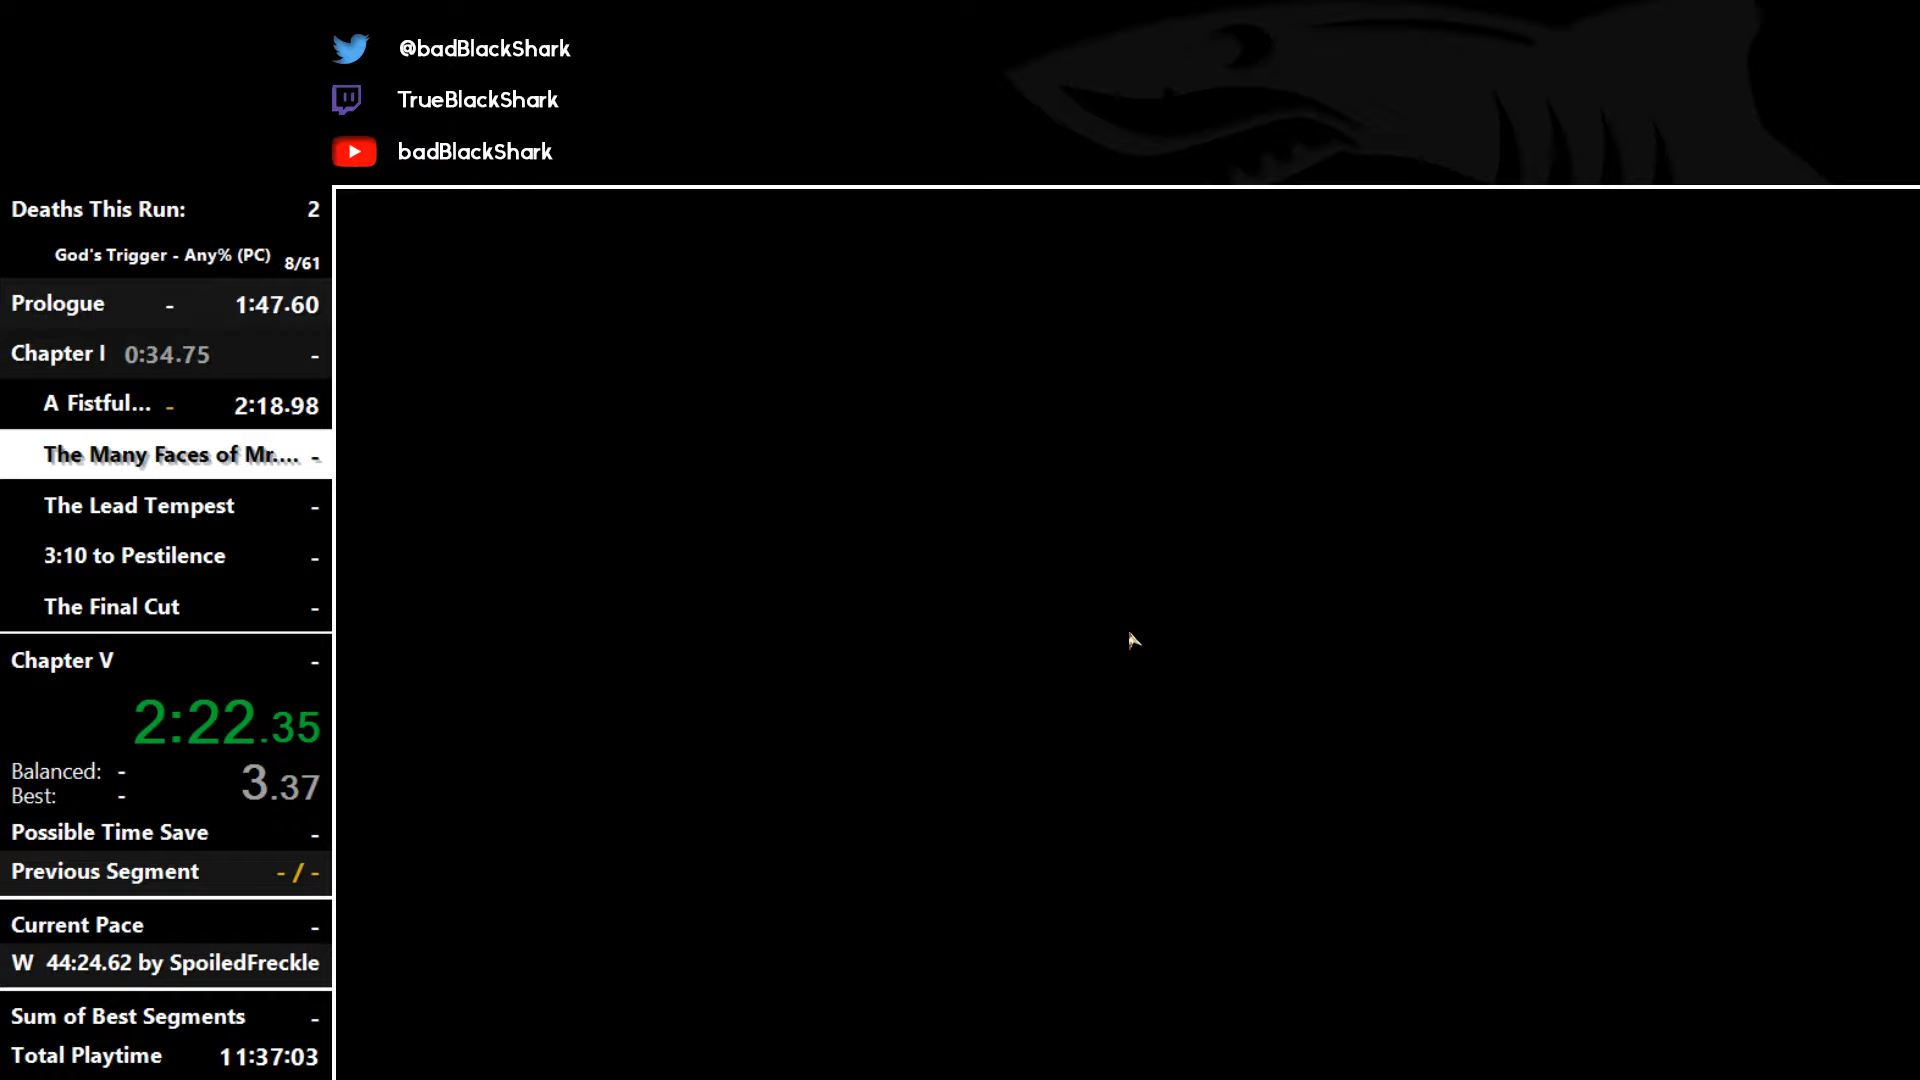 @badBlackShark
TrueBlackShark
badBlackShark
Deaths This Run: 2
God's Trigger - Any% (PC) 8/61
Prologue - 1:47.60
Chapter I 0:34.75 -
A Fistful... - 2:18.98
The Many Faces of Mr.... -
The Lead Tempest -
3:10 to Pestilence -
The Final Cut -
Chapter V -
2:22.35
Balanced: - 3.37
Best: -
Possible Time Save -
Previous Segment - / -
Current Pace -
W 44:24.62 by SpoiledFreckle
Sum of Best Segments -
Total Playtime 11:37:03